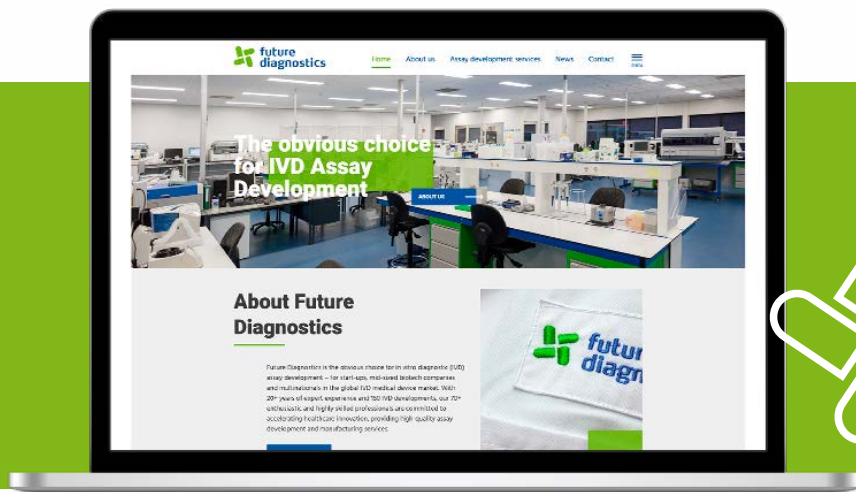 future
diagnostics
Home About us Assay development services News Contact
menu
The obvious choice
for IVD Assay
Development
ABOUT US
About Future
Diagnostics
Future Diagnostics is the obvious choice for in vitro diagnostic (IVD)
assay development – for start-ups, mid-sized biotech companies
and multinationals in the global IVD medical device market. With
20+ years of expert experience and 150 IVD developments, our 70+
enthusiastic and highly skilled professionals are committed to
accelerating healthcare innovation, providing high quality assay
development and manufacturing services.
futur
diagn